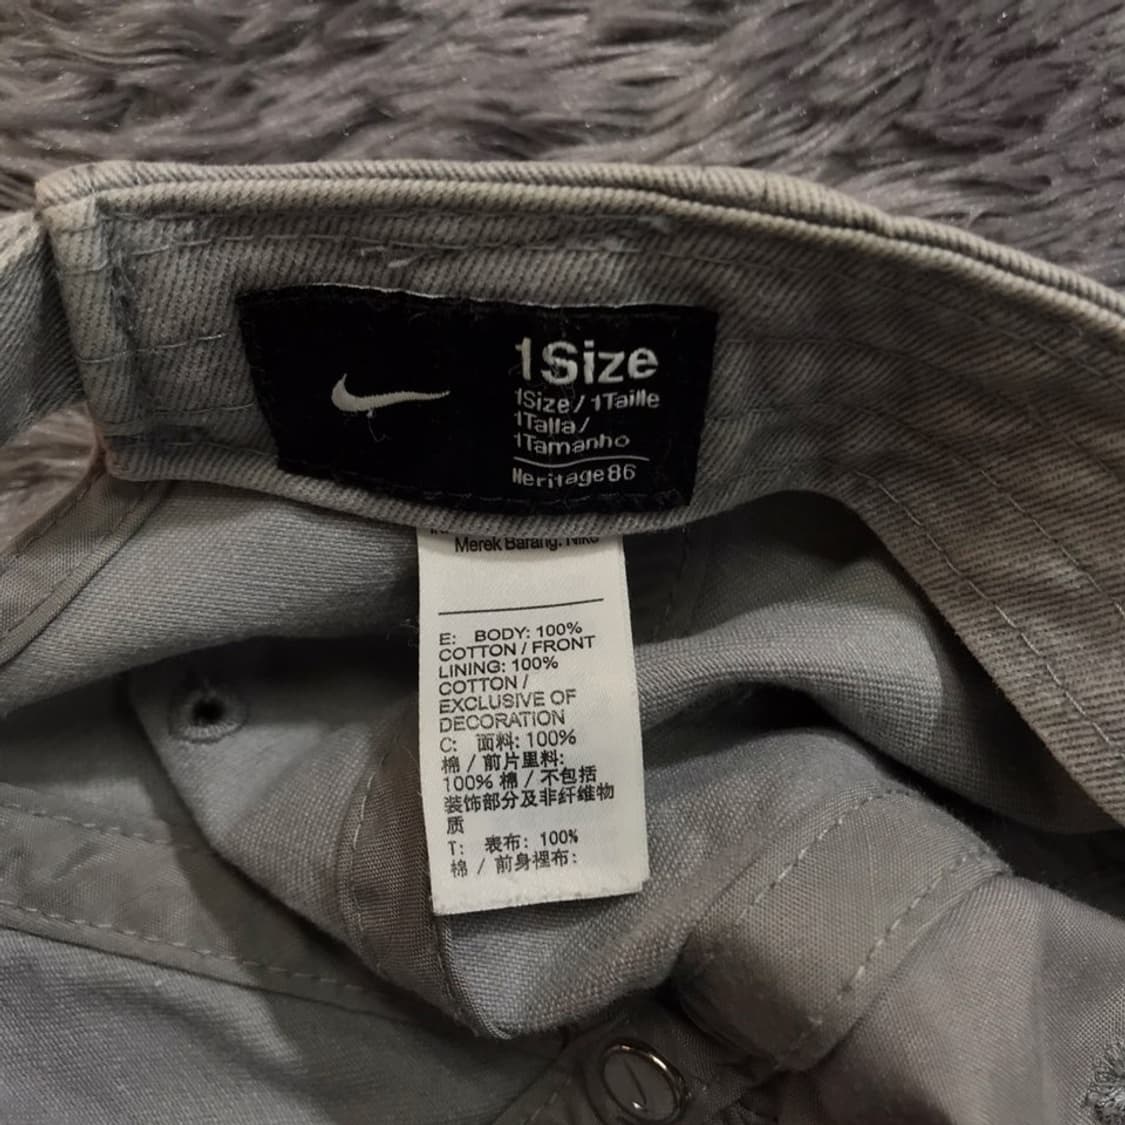 1Size
1Size / 1Taille
1Talla /
1Tamanho
Heritage86
Merek Barang: Nike
E: BODY: 100%
COTTON / FRONT
LINING: 100%
COTTON /
EXCLUSIVE OF
DECORATION
C: 面料: 100%
棉 / 前片里料:
100% 棉 / 不包括
装饰部分及非纤维物
质
T: 表布: 100%
棉 / 前身裡布: